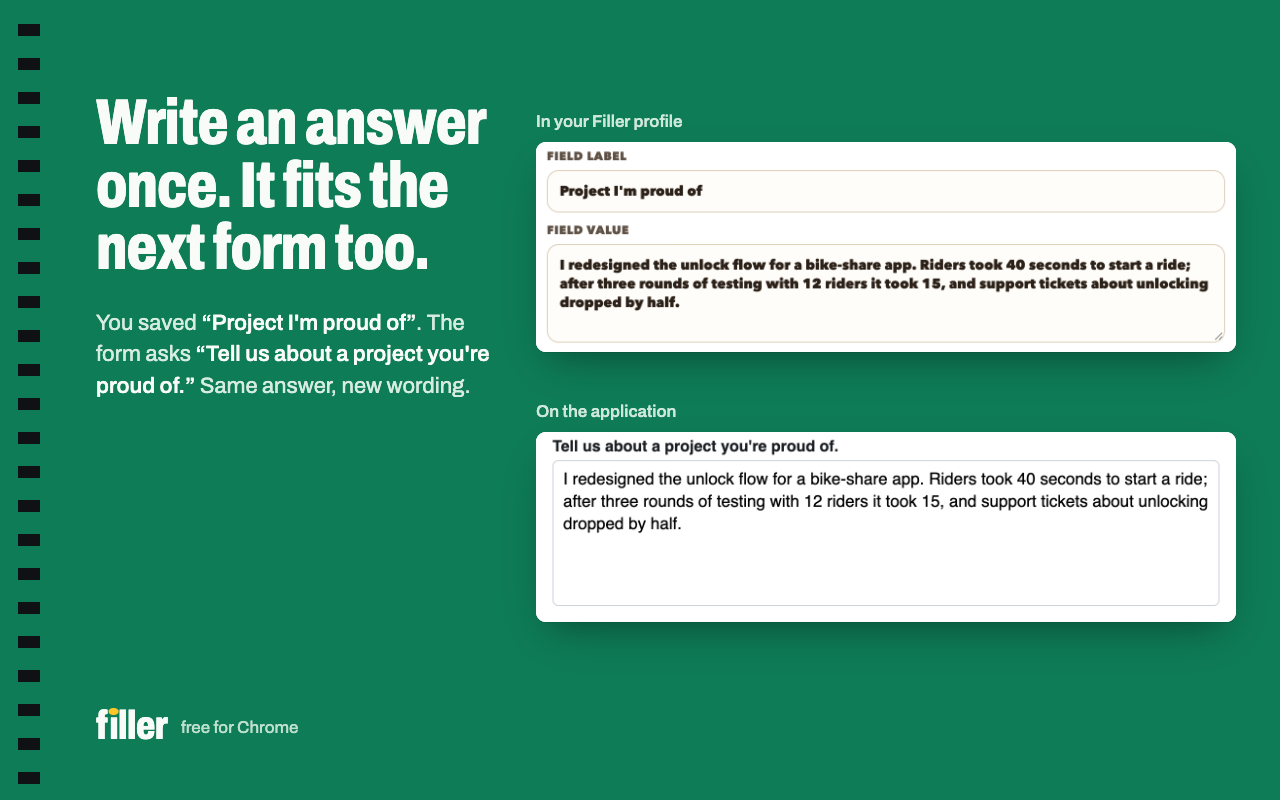 Write an answer
once. It fits the
next form too.
You saved “Project I'm proud of”. The
form asks “Tell us about a project you're
proud of.” Same answer, new wording.
In your Filler profile
FIELD LABEL
Project I'm proud of
FIELD VALUE
I redesigned the unlock flow for a bike-share app. Riders took 40 seconds to start a ride;
after three rounds of testing with 12 riders it took 15, and support tickets about unlocking
dropped by half.
On the application
Tell us about a project you're proud of.
I redesigned the unlock flow for a bike-share app. Riders took 40 seconds to start a ride;
after three rounds of testing with 12 riders it took 15, and support tickets about unlocking
dropped by half.
filler free for Chrome